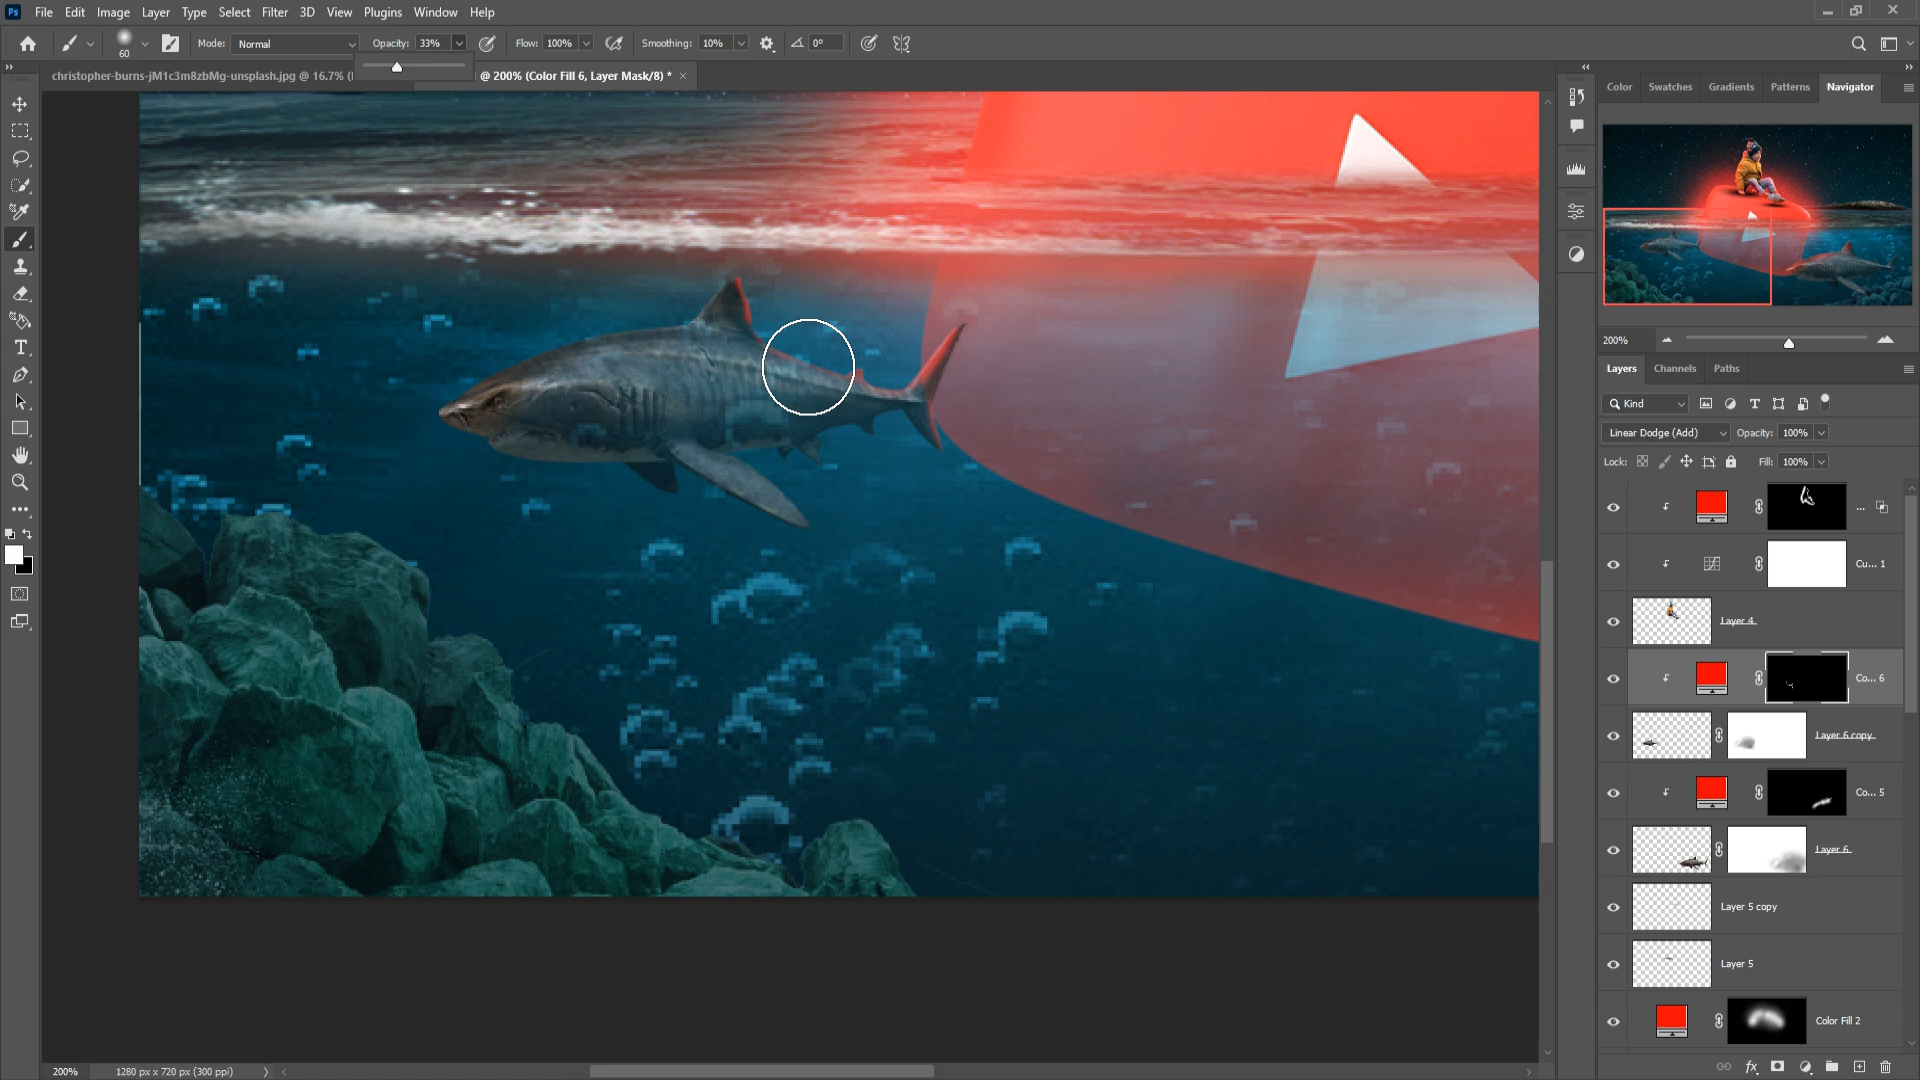 Ps File Edit Image Layer Type Select Filter 3D View Plugins Window Help
60 Mode: Normal Opacity: 33% Flow: 100% Smoothing: 10% 0°
christopher-burns-jM1c3m8zbMg-unsplash.jpg @ 16.7% ( @ 200% (Color Fill 6, Layer Mask/8) *
Color Swatches Gradients Patterns Navigator
200%
Layers Channels Paths
Kind
Linear Dodge (Add) Opacity: 100%
Lock: Fill: 100%
...
Cu... 1
Layer 4
Co... 6
Layer 6 copy
Co... 5
Layer 6
Layer 5 copy
Layer 5
Color Fill 2
200% 1280 px x 720 px (300 ppi)